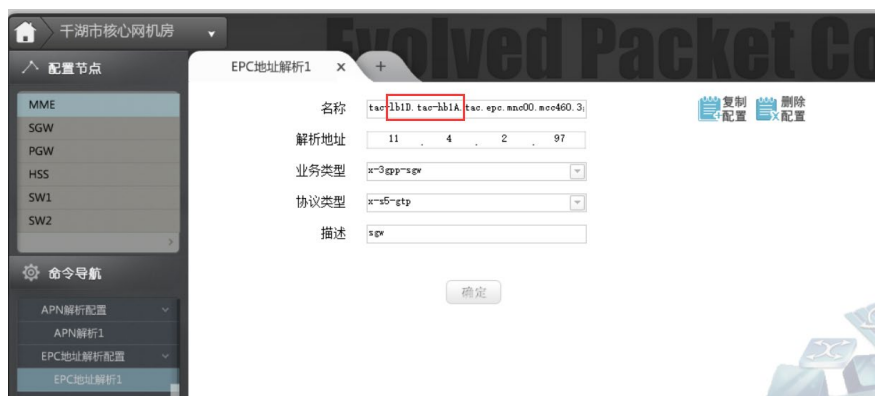 千湖市核心网机房
Evolved Packet Co
配置节点
EPC地址解析1 x +
MME
SGW
PGW
HSS
SW1
SW2
名称 tac-lb1D.tac-hb1A.tac.epc.mnc00.mcc460.3g
复制配置 删除配置
解析地址 11 . 4 . 2 . 97
业务类型 x-3gpp-sgw
协议类型 x-s5-gtp
描述 sgw
确定
命令导航
APN解析配置
APN解析1
EPC地址解析配置
EPC地址解析1